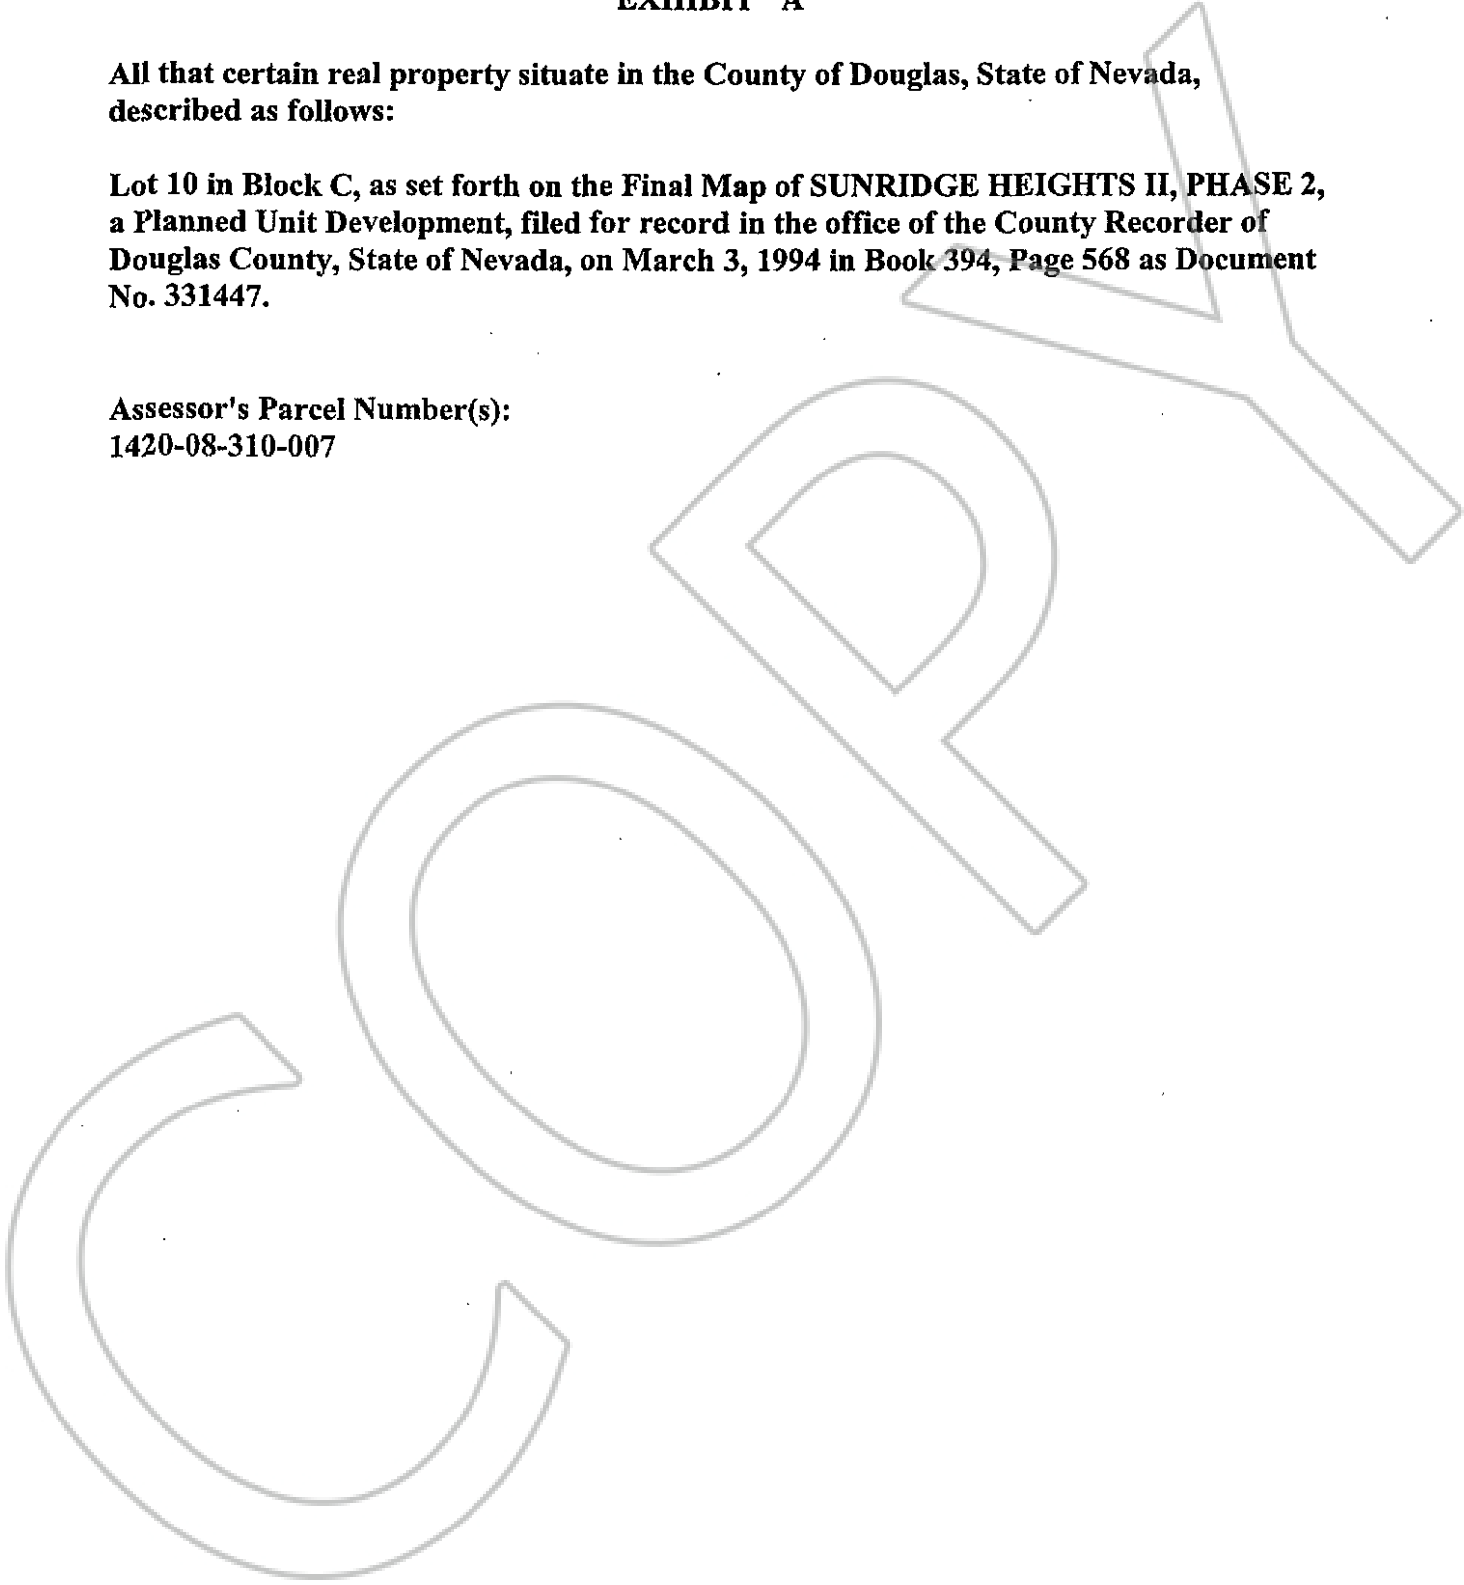 EXHIBIT "A"
All that certain real property situate in the County of Douglas, State of Nevada,
described as follows:
Lot 10 in Block C, as set forth on the Final Map of SUNRIDGE HEIGHTS II, PHASE 2,
a Planned Unit Development, filed for record in the office of the County Recorder of
Douglas County, State of Nevada, on March 3, 1994 in Book 394, Page 568 as Document
No. 331447.
Assessor's Parcel Number(s):
1420-08-310-007
COPY